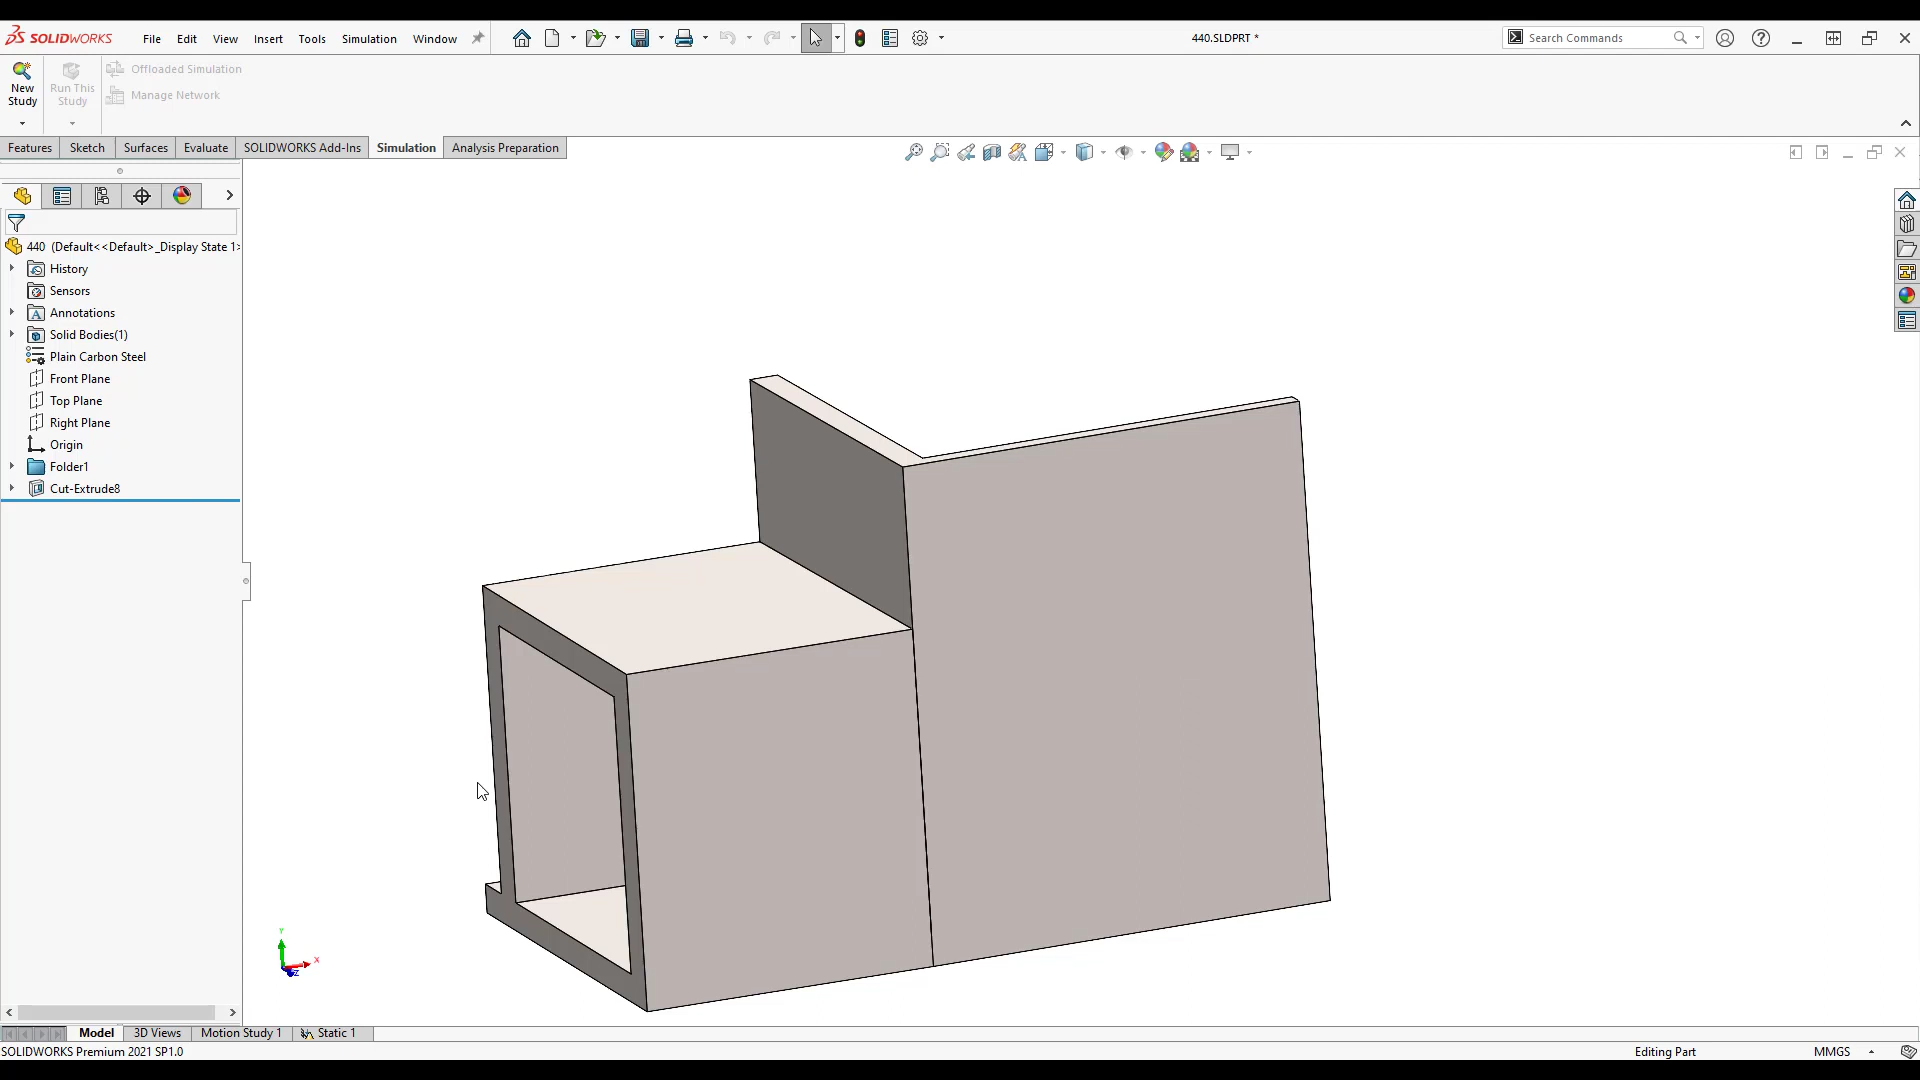 SOLIDWORKS
File Edit View Insert Tools Simulation Window
440.SLDPRT *
Search Commands
New Study
Run This Study
Offloaded Simulation
Manage Network
Features Sketch Surfaces Evaluate SOLIDWORKS Add-Ins Simulation Analysis Preparation
440 (Default<<Default>_Display State 1>
History
Sensors
Annotations
Solid Bodies(1)
Plain Carbon Steel
Front Plane
Top Plane
Right Plane
Origin
Folder1
Cut-Extrude8
Y
X
Z
Model 3D Views Motion Study 1 Static 1
SOLIDWORKS Premium 2021 SP1.0
Editing Part
MMGS